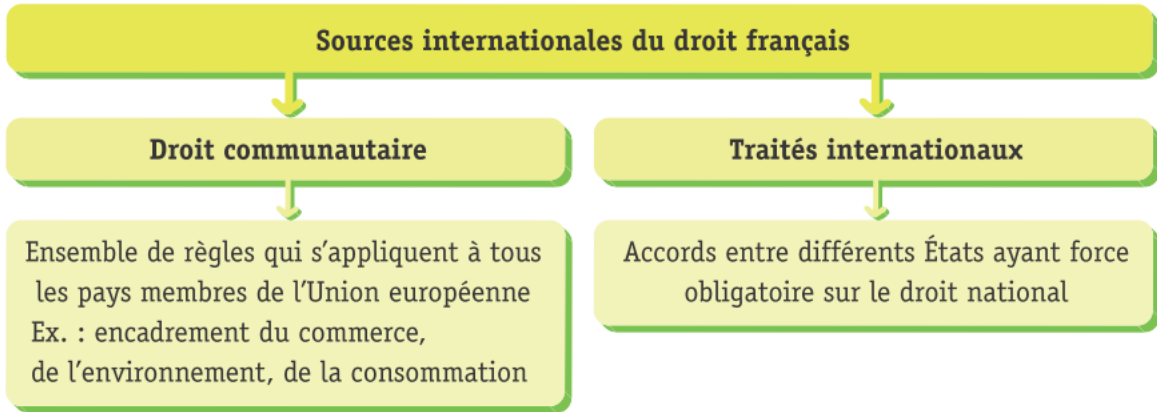 Sources internationales du droit français
Droit communautaire
Ensemble de règles qui s'appliquent à tous
les pays membres de l'Union européenne
Ex. : encadrement du commerce,
de l'environnement, de la consommation
Traités internationaux
Accords entre différents États ayant force
obligatoire sur le droit national